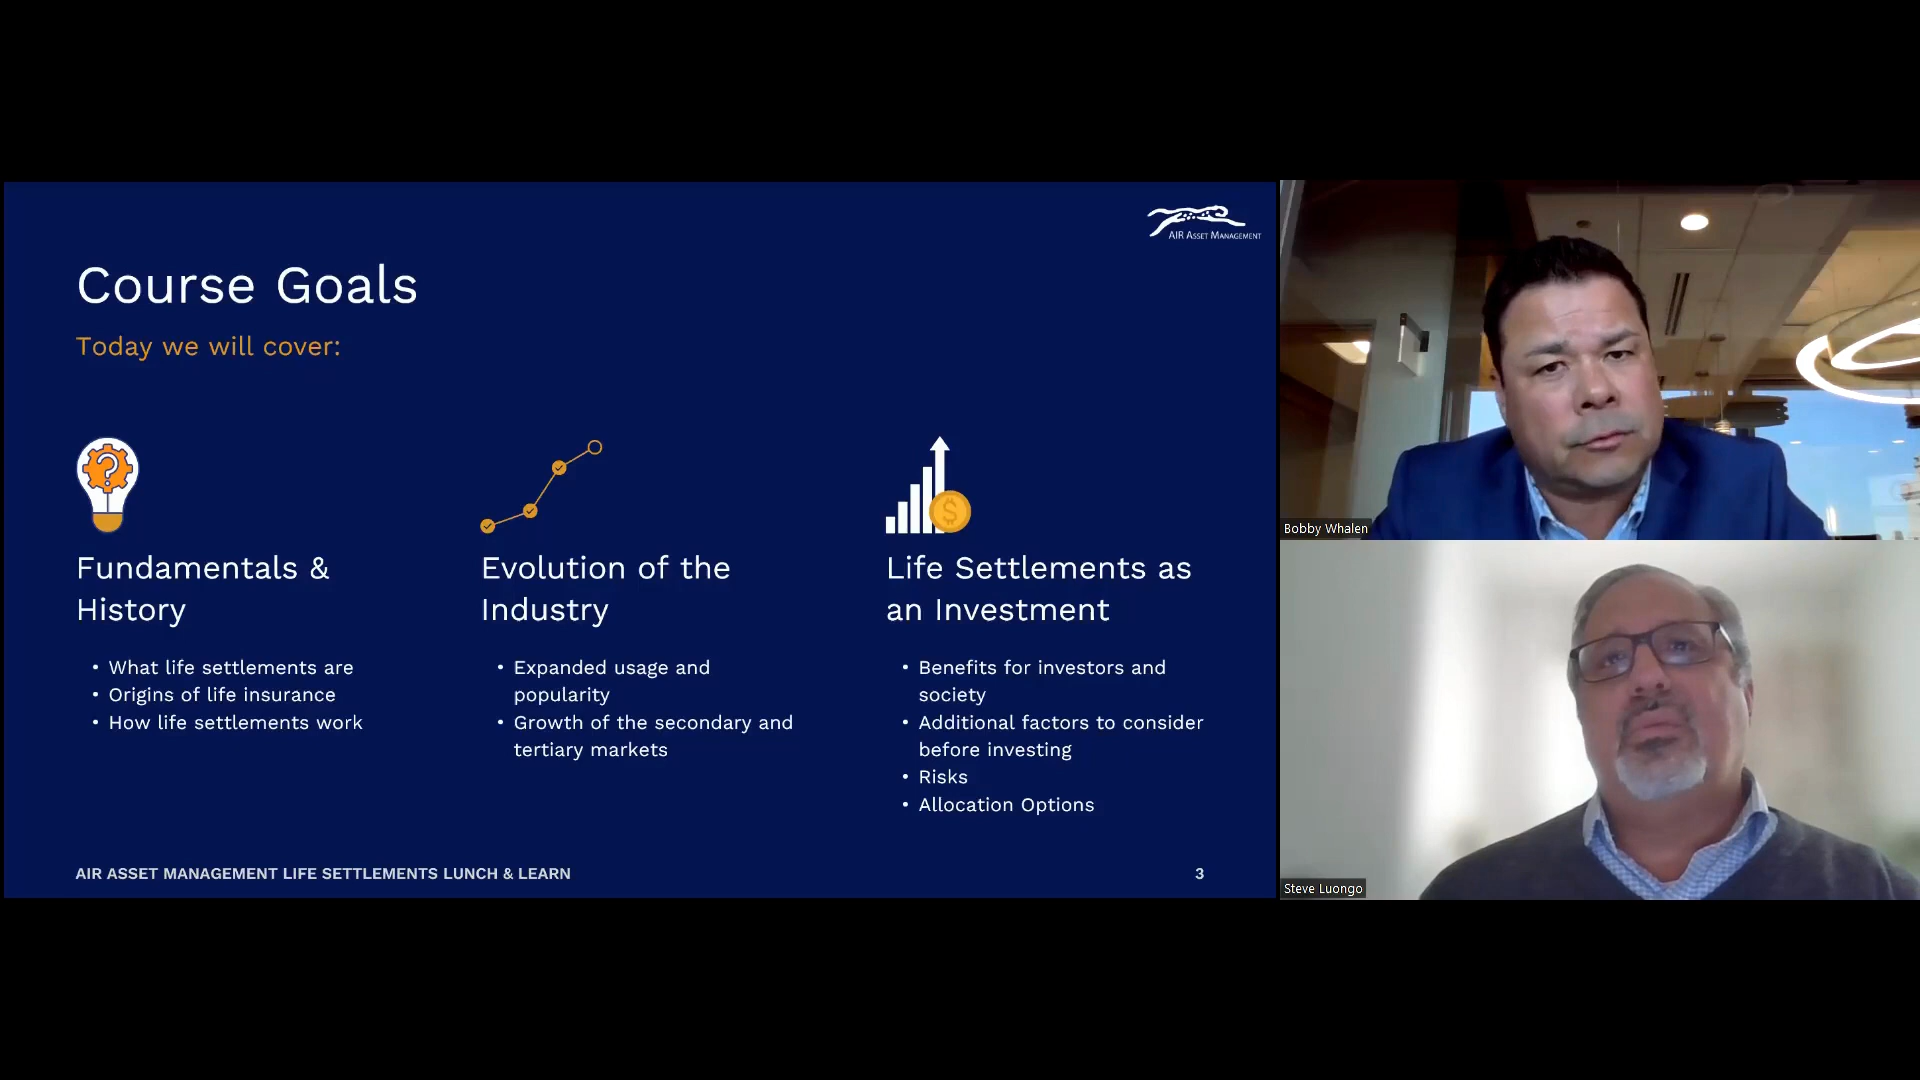 AIR ASSET MANAGEMENT
Course Goals
Today we will cover:
?
Fundamentals &
History
• What life settlements are
• Origins of life insurance
• How life settlements work
Evolution of the
Industry
• Expanded usage and
popularity
• Growth of the secondary and
tertiary markets
$
Life Settlements as
an Investment
• Benefits for investors and
society
• Additional factors to consider
before investing
• Risks
• Allocation Options
AIR ASSET MANAGEMENT LIFE SETTLEMENTS LUNCH & LEARN
3
Bobby Whalen
Steve Luongo